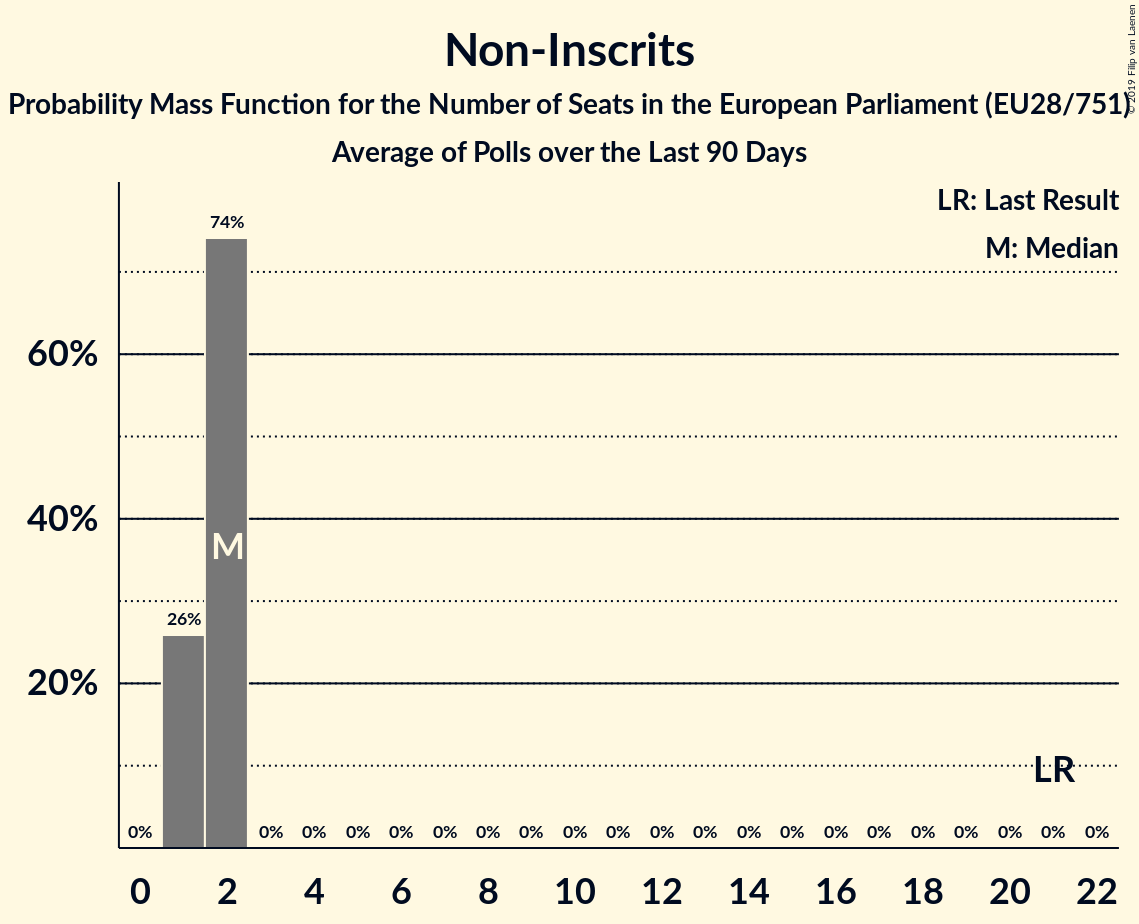 Non-Inscrits
Probability Mass Function for the Number of Seats in the European Parliament (EU28/751)
Average of Polls over the Last 90 Days
© 2019 Filip van Laenen
LR: Last Result
M: Median
74%
60%
40%
M
26%
20%
LR
0% 0% 0% 0% 0% 0% 0% 0% 0% 0% 0% 0% 0% 0% 0% 0% 0% 0% 0% 0% 0%
0 2 4 6 8 10 12 14 16 18 20 22